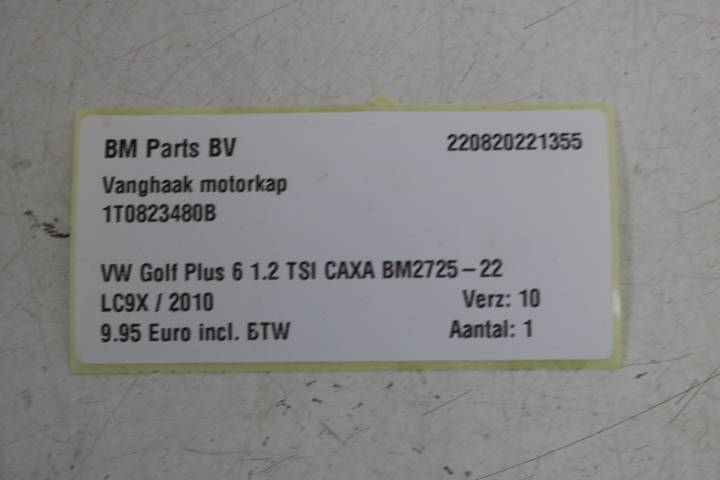 BM Parts BV 220820221355
Vanghaak motorkap
1T0823480B
VW Golf Plus 6 1.2 TSI CAXA BM2725-22
LC9X / 2010 Verz: 10
9.95 Euro incl. BTW Aantal: 1